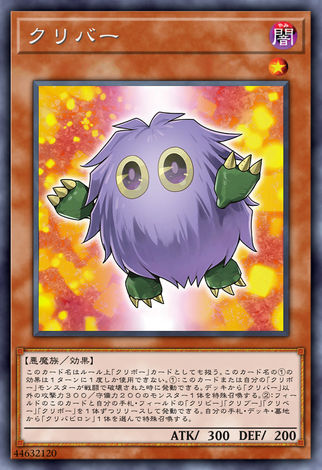 クリバー
やみ
闇
【悪魔族/効果】
このカード名はルール上「クリボー」カードとしても扱う。このカード名の①の
効果は1ターンに1度しか使用できない。①:このカードまたは自分の「クリボ
ー」モンスターが戦闘で破壊された時に発動できる。デッキから「クリバー」以
外の攻撃力300/守備力200のモンスター1体を特殊召喚する。②:フィー
ルドのこのカードと自分の手札・フィールドの「クリビー」「クリブー」「クリベ
ー」「クリボー」を1体ずつリリースして発動できる。自分の手札・デッキ・墓地
から「クリバビロン」1体を選んで特殊召喚する。
ATK/ 300 DEF/ 200
44632120